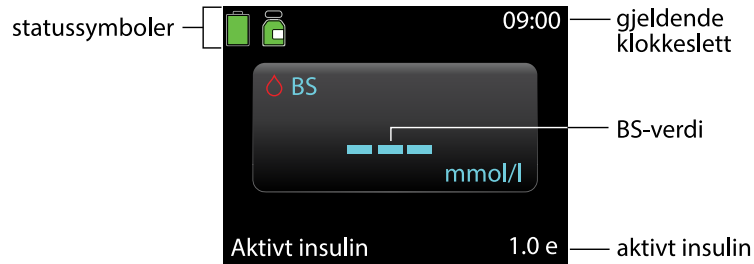 statussymboler
09:00
gjeldende
klokkeslett
BS
BS-verdi
mmol/l
Aktivt insulin
1.0 e
aktivt insulin